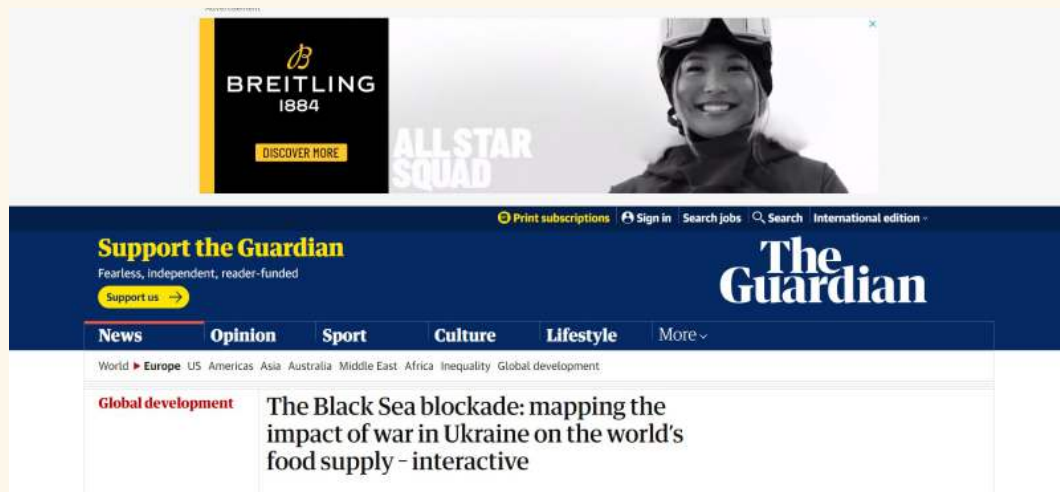 Advertisement
BREITLING
1884
DISCOVER MORE
ALL STAR
SQUAD
Print subscriptions Sign in Search jobs Search International edition
Support the Guardian
Fearless, independent, reader-funded
Support us
The
Guardian
News Opinion Sport Culture Lifestyle More
World Europe US Americas Asia Australia Middle East Africa Inequality Global development
Global development
The Black Sea blockade: mapping the
impact of war in Ukraine on the world's
food supply – interactive